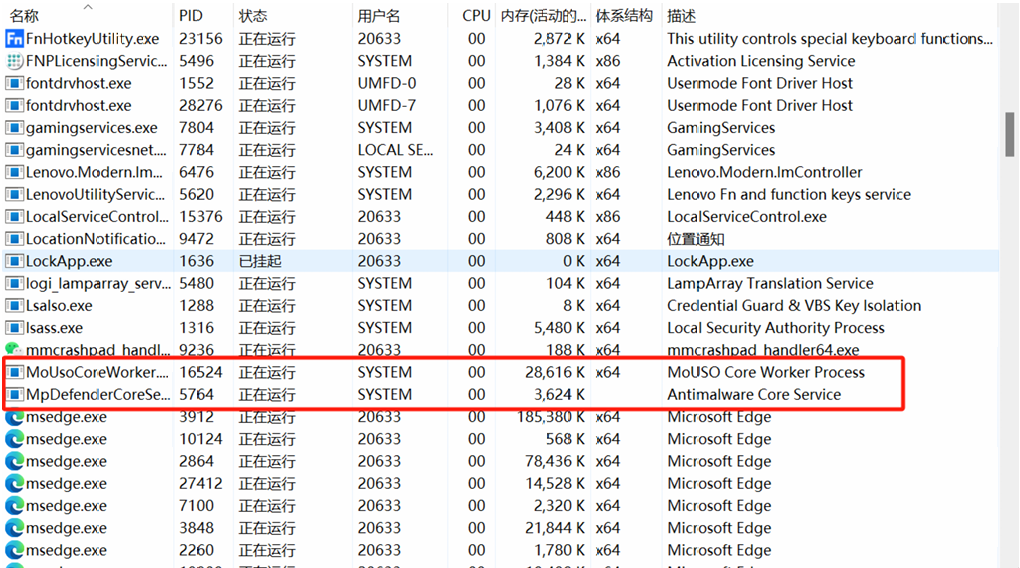 名称 PID 状态 用户名 CPU 内存(活动的... 体系结构 描述
FnHotkeyUtility.exe 23156 正在运行 20633 00 2,872 K x64 This utility controls special keyboard functions...
FNPLicensingServic... 5496 正在运行 SYSTEM 00 1,384 K x86 Activation Licensing Service
fontdrvhost.exe 1552 正在运行 UMFD-0 00 28 K x64 Usermode Font Driver Host
fontdrvhost.exe 28276 正在运行 UMFD-7 00 1,076 K x64 Usermode Font Driver Host
gamingservices.exe 7804 正在运行 SYSTEM 00 3,408 K x64 GamingServices
gamingservicesnet.... 7784 正在运行 LOCAL SE... 00 24 K x64 GamingServices
Lenovo.Modern.Im... 6476 正在运行 SYSTEM 00 6,200 K x86 Lenovo.Modern.ImController
LenovoUtilityServic... 5620 正在运行 SYSTEM 00 2,296 K x64 Lenovo Fn and function keys service
LocalServiceControl... 15376 正在运行 20633 00 448 K x86 LocalServiceControl.exe
LocationNotificatio... 9472 正在运行 20633 00 808 K x64 位置通知
LockApp.exe 1636 已挂起 20633 00 0 K x64 LockApp.exe
logi_lamparray_serv... 5480 正在运行 SYSTEM 00 104 K x64 LampArray Translation Service
LsaIso.exe 1288 正在运行 SYSTEM 00 8 K x64 Credential Guard & VBS Key Isolation
lsass.exe 1316 正在运行 SYSTEM 00 5,480 K x64 Local Security Authority Process
mmcrashpad_handl... 9236 正在运行 20633 00 188 K x64 mmcrashpad_handler64.exe
MoUsoCoreWorker.... 16524 正在运行 SYSTEM 00 28,616 K x64 MoUSO Core Worker Process
MpDefenderCoreSe... 5764 正在运行 SYSTEM 00 3,624 K Antimalware Core Service
msedge.exe 3912 正在运行 20633 00 185,380 K x64 Microsoft Edge
msedge.exe 10124 正在运行 20633 00 568 K x64 Microsoft Edge
msedge.exe 2864 正在运行 20633 00 78,436 K x64 Microsoft Edge
msedge.exe 27412 正在运行 20633 00 14,528 K x64 Microsoft Edge
msedge.exe 7100 正在运行 20633 00 2,320 K x64 Microsoft Edge
msedge.exe 3848 正在运行 20633 00 21,844 K x64 Microsoft Edge
msedge.exe 2260 正在运行 20633 00 1,780 K x64 Microsoft Edge